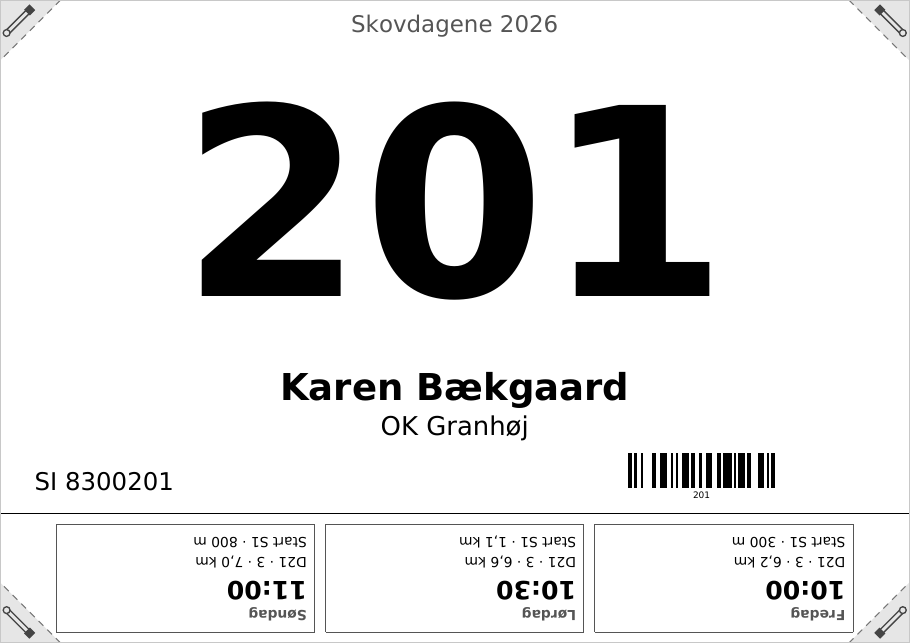 Skovdagene 2026
201
Karen Bækgaard
OK Granhøj
SI 8300201
201
Fredag
10:00
D21 · 3 · 6,2 km
Start S1 · 300 m
Lørdag
10:30
D21 · 3 · 6,6 km
Start S1 · 1,1 km
Søndag
11:00
D21 · 3 · 7,0 km
Start S1 · 800 m